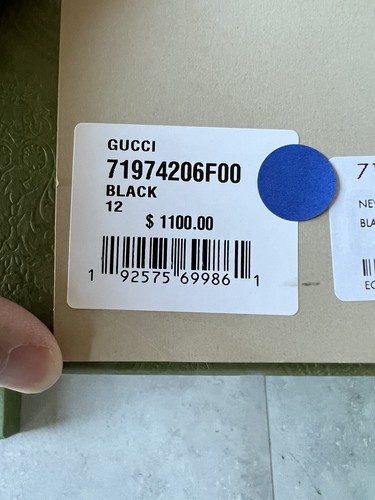 GUCCI
71974206F00
BLACK
12
$ 1100.00
1 92575 69986 1